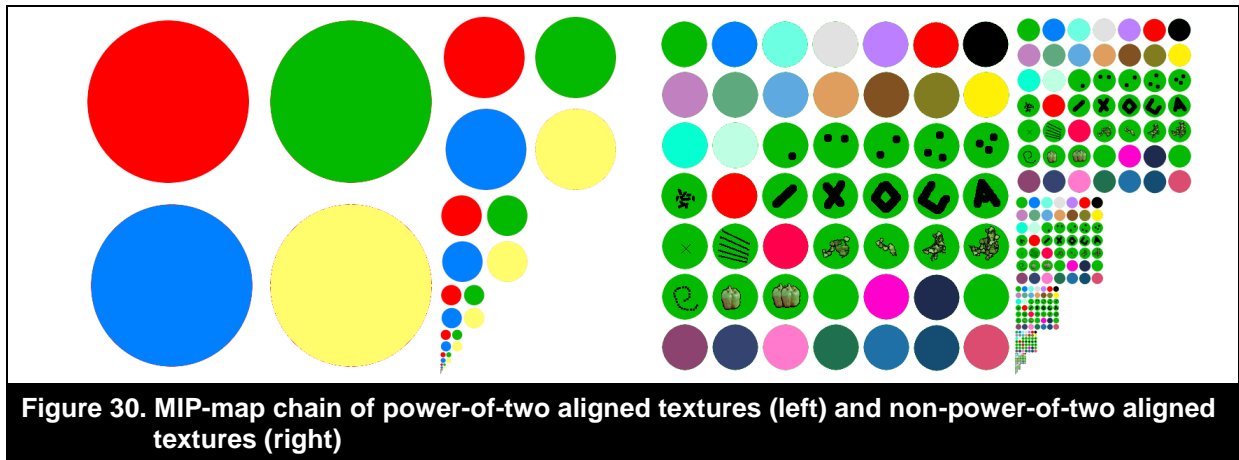 Figure 30. MIP-map chain of power-of-two aligned textures (left) and non-power-of-two aligned
textures (right)